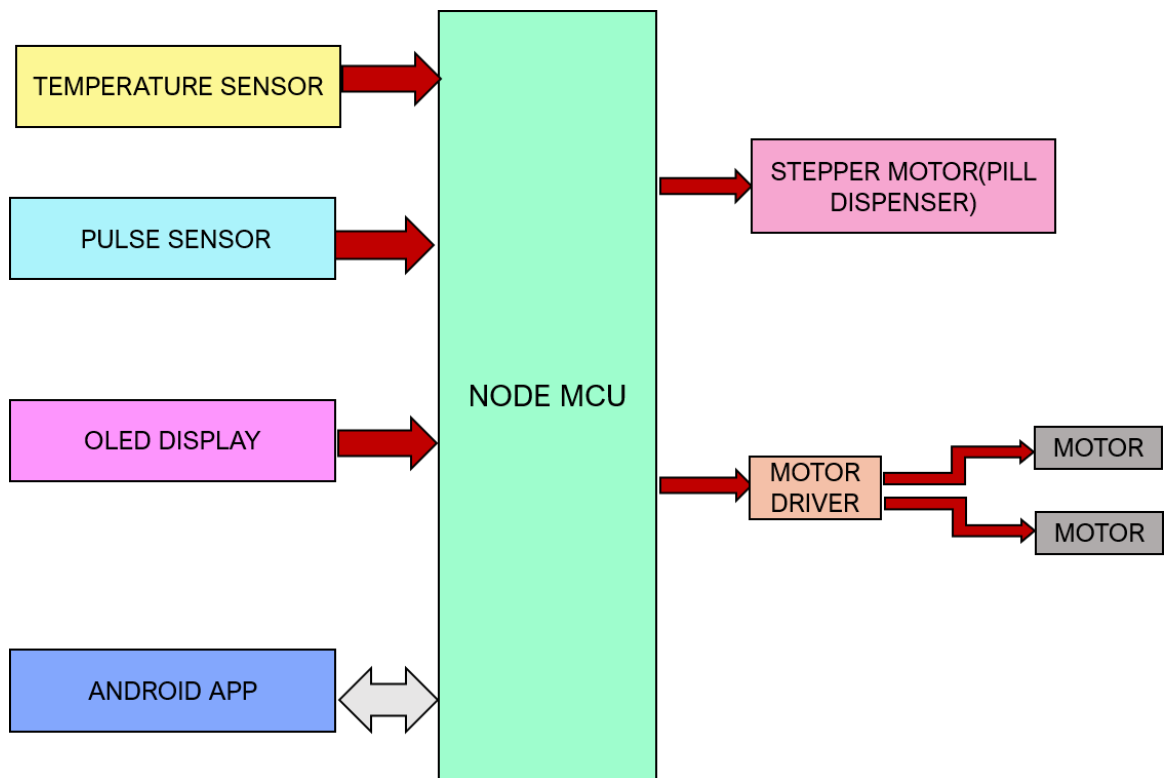 TEMPERATURE SENSOR
PULSE SENSOR
OLED DISPLAY
ANDROID APP
NODE MCU
STEPPER MOTOR(PILL
DISPENSER)
MOTOR
DRIVER
MOTOR
MOTOR